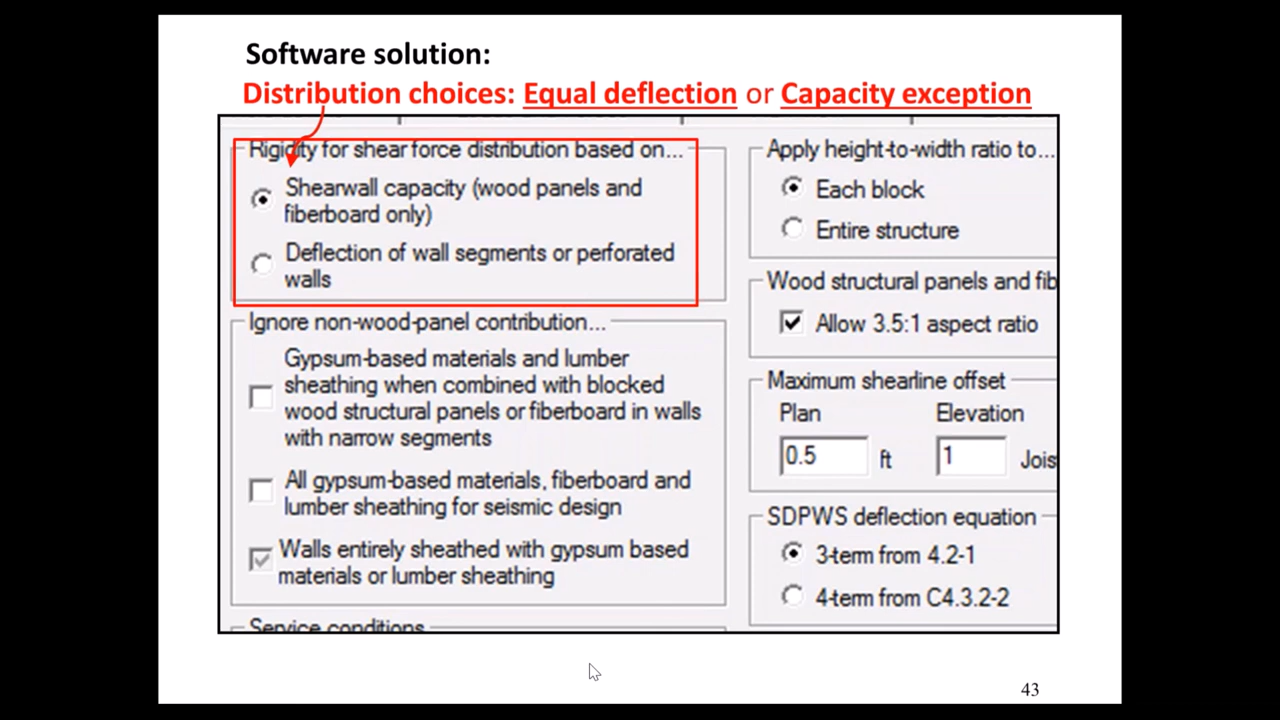 Software solution:
Distribution choices: Equal deflection or Capacity exception
Rigidity for shear force distribution based on...
Shearwall capacity (wood panels and
fiberboard only)
Deflection of wall segments or perforated
walls
Ignore non-wood-panel contribution...
Gypsum-based materials and lumber
sheathing when combined with blocked
wood structural panels or fiberboard in walls
with narrow segments
All gypsum-based materials, fiberboard and
lumber sheathing for seismic design
Walls entirely sheathed with gypsum based
materials or lumber sheathing
Service conditions
Apply height-to-width ratio to...
Each block
Entire structure
Wood structural panels and fib
Allow 3.5:1 aspect ratio
Maximum shearline offset
Plan Elevation
0.5 ft 1 Jois
SDPWS deflection equation
3-term from 4.2-1
4-term from C4.3.2-2
43